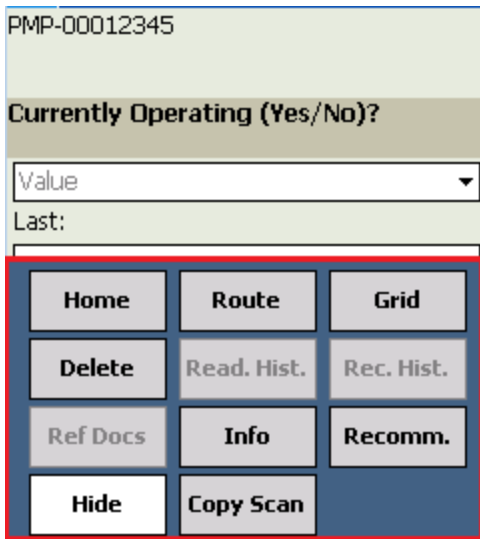 PMP-00012345
Currently Operating (Yes/No)?
Value
Last:
Home Route Grid
Delete Read. Hist. Rec. Hist.
Ref Docs Info Recomm.
Hide Copy Scan